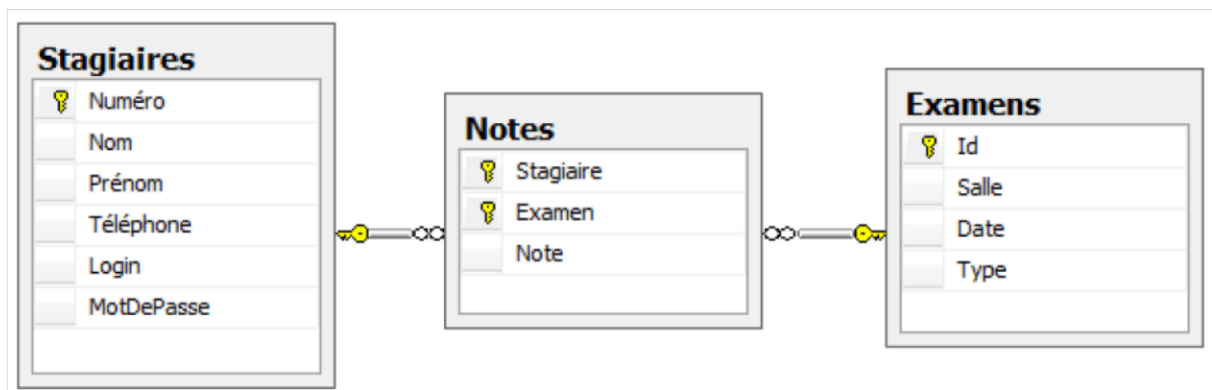 Stagiaires
Numéro
Nom
Prénom
Téléphone
Login
MotDePasse
Notes
Stagiaire
Examen
Note
Examens
Id
Salle
Date
Type